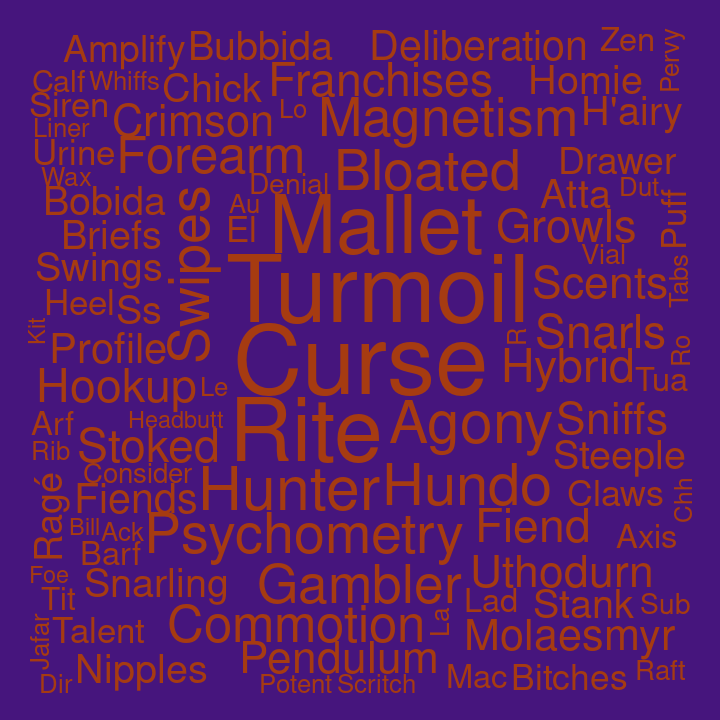 Amplify Bubbida Deliberation Zen Pervy
Calf Whiffs Chick Franchises Homie
Siren Lo Crimson Magnetism H'airy
Liner
Urine Forearm Bloated Drawer
Wax Denial Atta Dut
Bobida Au Mallet Growls Puff
Briefs Swipes El Vial
Swings Turmoil Scents Tabs
Heel Ss
Kit Profile Curse R Snarls Ro
Hookup Le Hybrid Tua
Arf Headbutt Rite Agony Sniffs
Rib Stoked Steeple
Consider Hunter Hundo Claws Chh
Ragé Fiends
Bill Ack Psychometry Fiend Axis
Barf
Foe Snarling Gambler Uthodurn
Tit Lad Stank Sub
Jafar Talent Commotion La Molaesmyr
Nipples Pendulum Mac Bitches Raft
Dir Potent Scritch